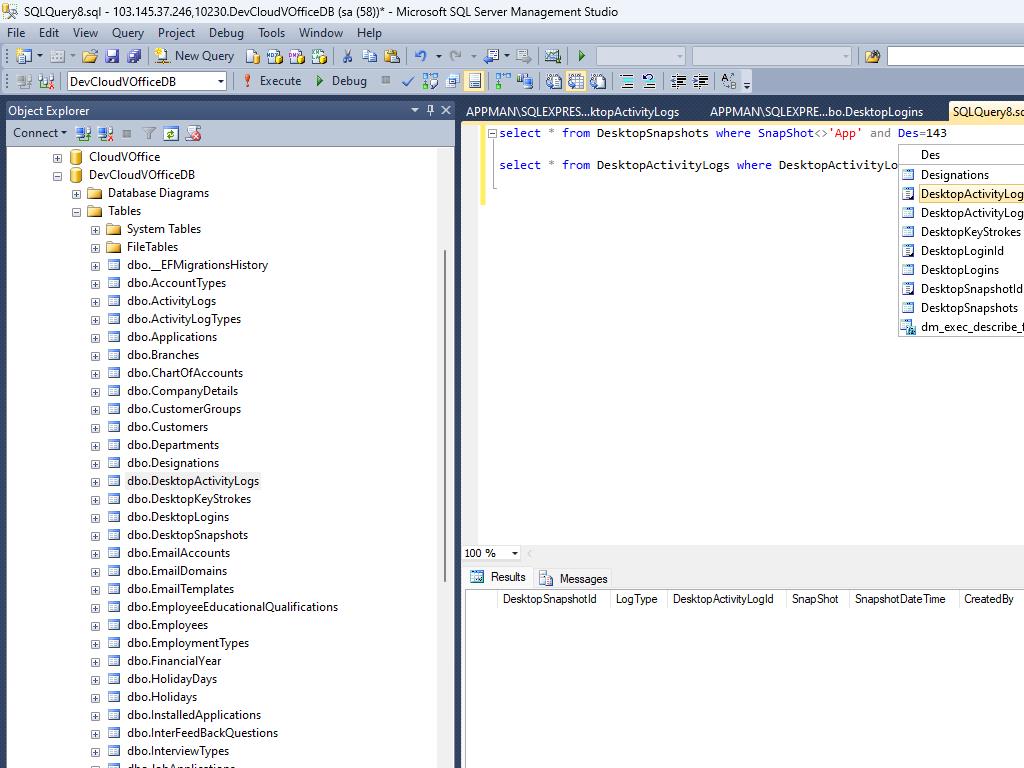 SQLQuery8.sql - 103.145.37.246,10230.DevCloudVOfficeDB (sa (58))* - Microsoft SQL Server Management Studio
File Edit View Query Project Debug Tools Window Help
New Query
DevCloudVOfficeDB Execute Debug
Object Explorer
Connect
CloudVOffice
DevCloudVOfficeDB
Database Diagrams
Tables
System Tables
FileTables
dbo.__EFMigrationsHistory
dbo.AccountTypes
dbo.ActivityLogs
dbo.ActivityLogTypes
dbo.Applications
dbo.Branches
dbo.ChartOfAccounts
dbo.CompanyDetails
dbo.CustomerGroups
dbo.Customers
dbo.Departments
dbo.Designations
dbo.DesktopActivityLogs
dbo.DesktopKeyStrokes
dbo.DesktopLogins
dbo.DesktopSnapshots
dbo.EmailAccounts
dbo.EmailDomains
dbo.EmailTemplates
dbo.EmployeeEducationalQualifications
dbo.Employees
dbo.EmploymentTypes
dbo.FinancialYear
dbo.HolidayDays
dbo.Holidays
dbo.InstalledApplications
dbo.InterFeedBackQuestions
dbo.InterviewTypes
APPMAN\SQLEXPRES...ktopActivityLogs APPMAN\SQLEXPRE...bo.DesktopLogins SQLQuery8.sq
select * from DesktopSnapshots where SnapShot<>'App' and Des=143
select * from DesktopActivityLogs where DesktopActivityLo
Des
Designations
DesktopActivityLog
DesktopActivityLog
DesktopKeyStrokes
DesktopLoginId
DesktopLogins
DesktopSnapshotId
DesktopSnapshots
dm_exec_describe_f
100 %
Results Messages
DesktopSnapshotId LogType DesktopActivityLogId SnapShot SnapshotDateTime CreatedBy